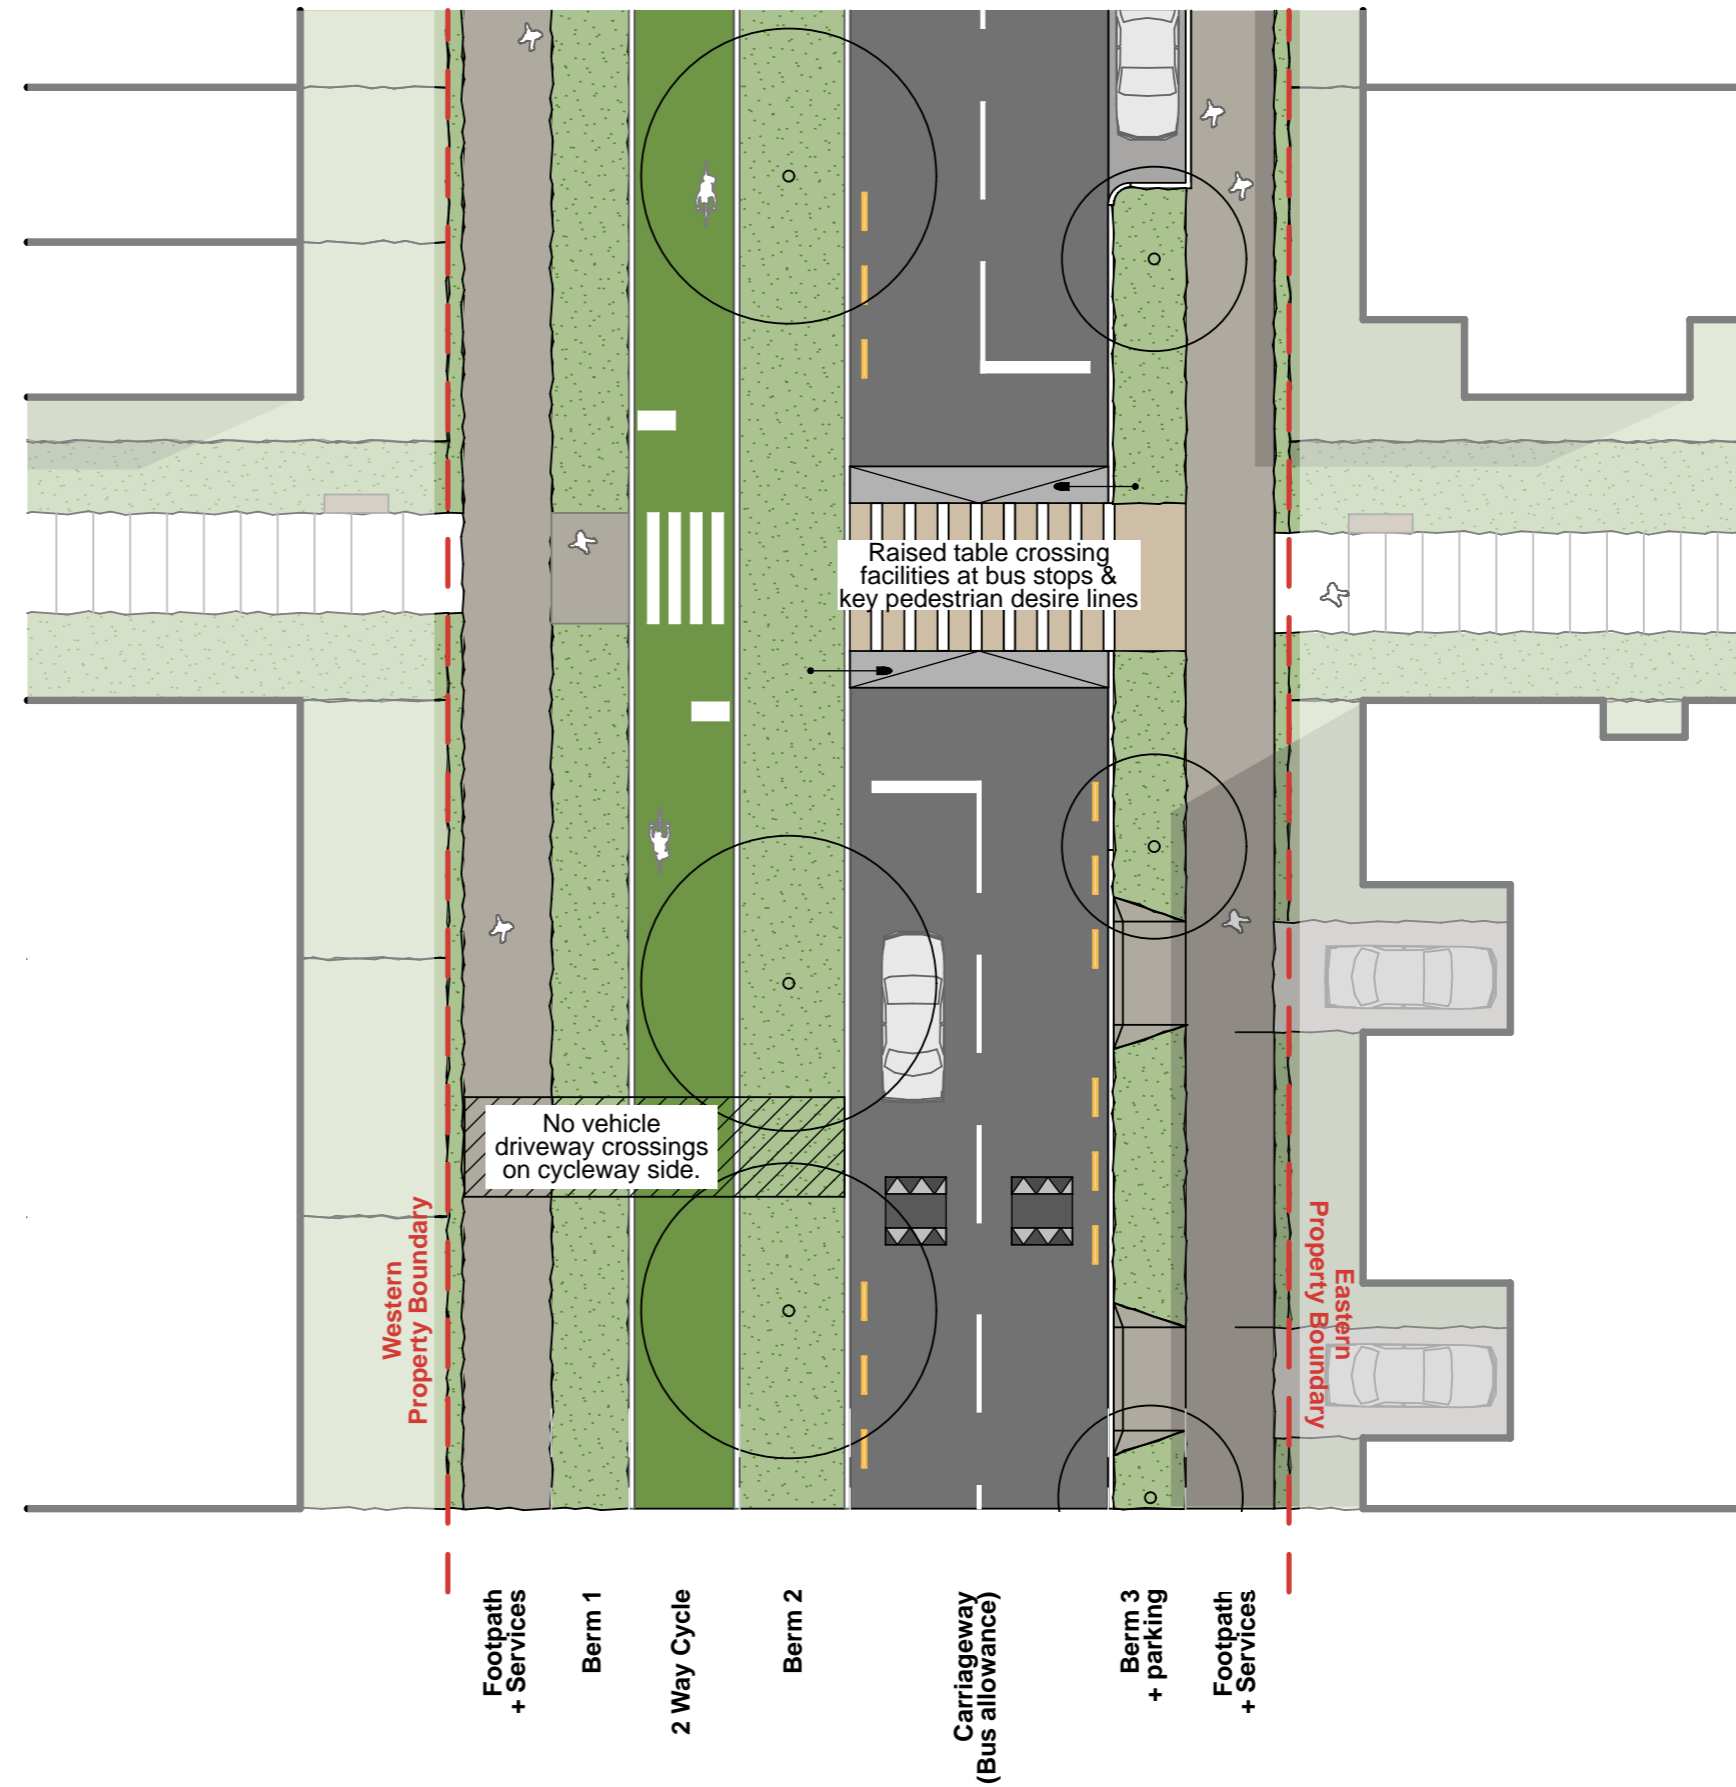 Raised table crossing
facilities at bus stops &
key pedestrian desire lines
No vehicle
driveway crossings
on cycleway side.
Western
Property Boundary
Eastern
Property Boundary
Footpath
+ Services
Berm 1
2 Way Cycle
Berm 2
Carriageway
(Bus allowance)
Berm 3
+ parking
Footpath
+ Services